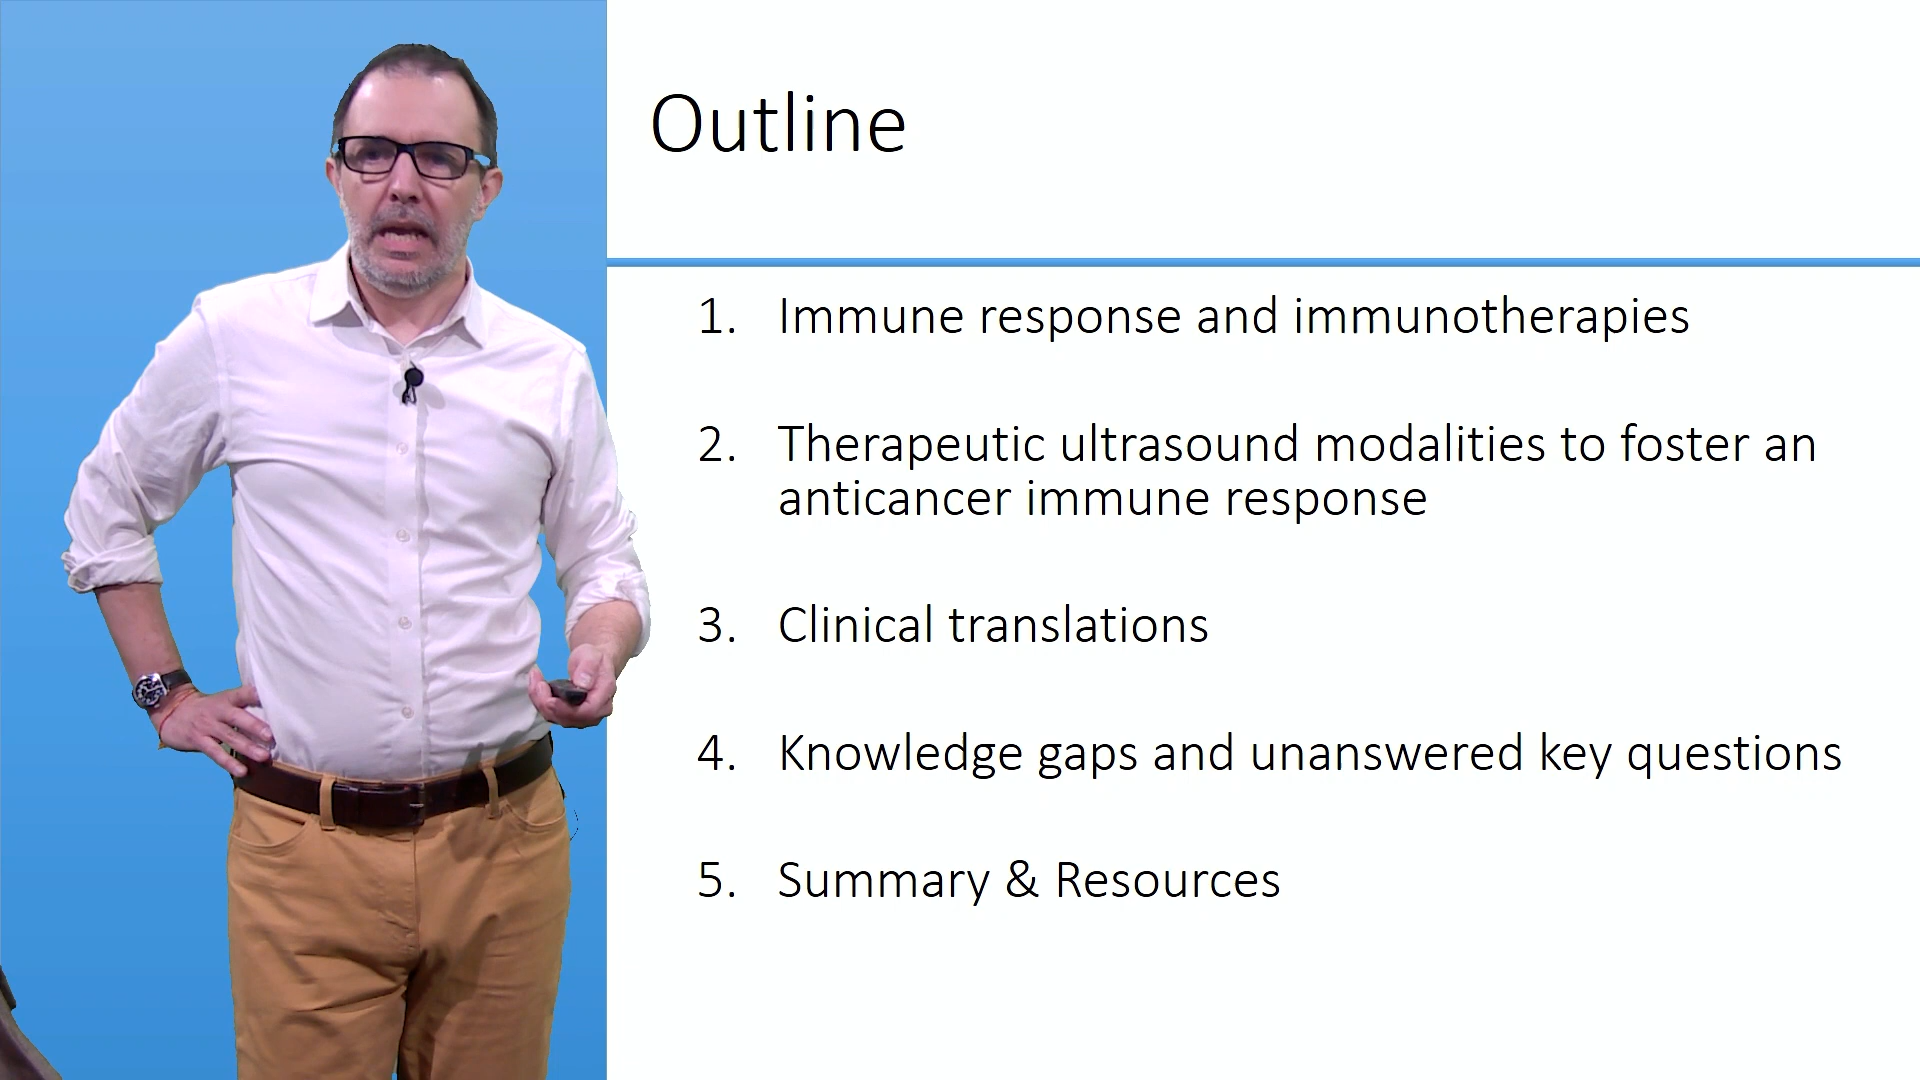 Outline
1. Immune response and immunotherapies
2. Therapeutic ultrasound modalities to foster an
anticancer immune response
3. Clinical translations
4. Knowledge gaps and unanswered key questions
5. Summary & Resources